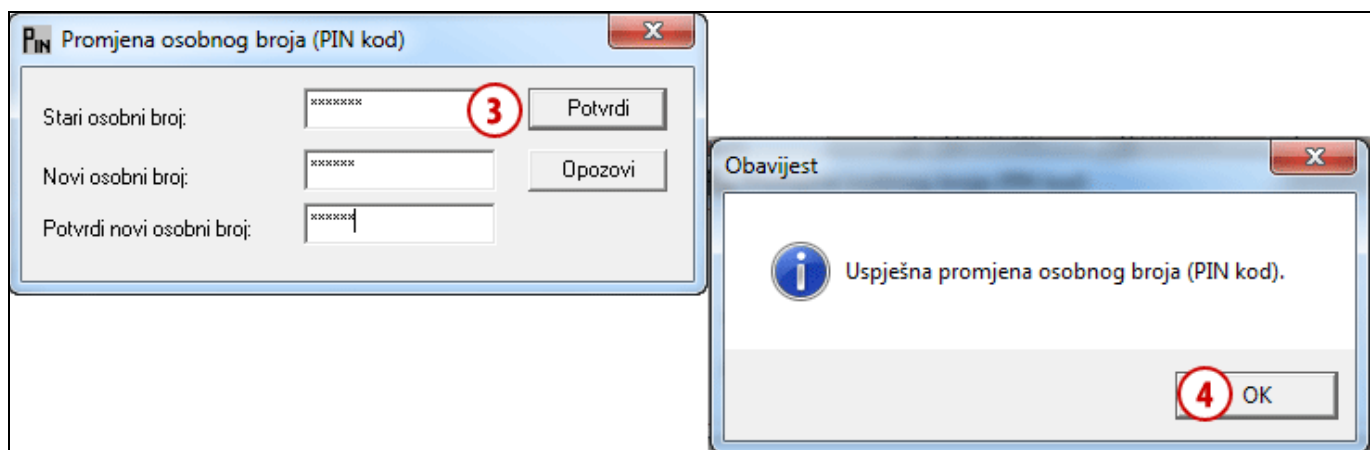 PIN Promjena osobnog broja (PIN kod)
Stari osobni broj: ******* 3 Potvrdi
Novi osobni broj: ****** Opozovi
Potvrdi novi osobni broj: ******
Obavijest
Uspješna promjena osobnog broja (PIN kod).
4 OK